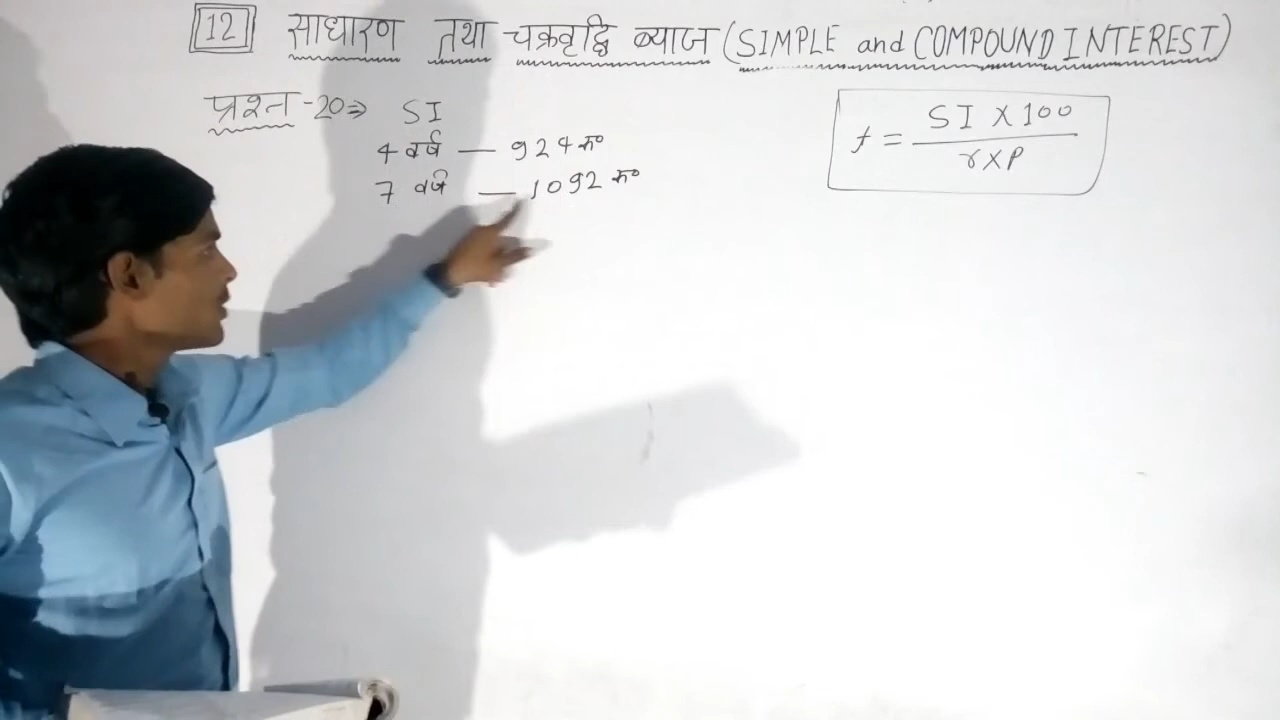 12 साधारण तथा चक्रवृद्धि ब्याज (SIMPLE and COMPOUND INTEREST)
प्रश्न-20⇒ SI
4 वर्ष — 924 रु०
7 वर्ष — 1092 रु०
t = SI X 100
r X P